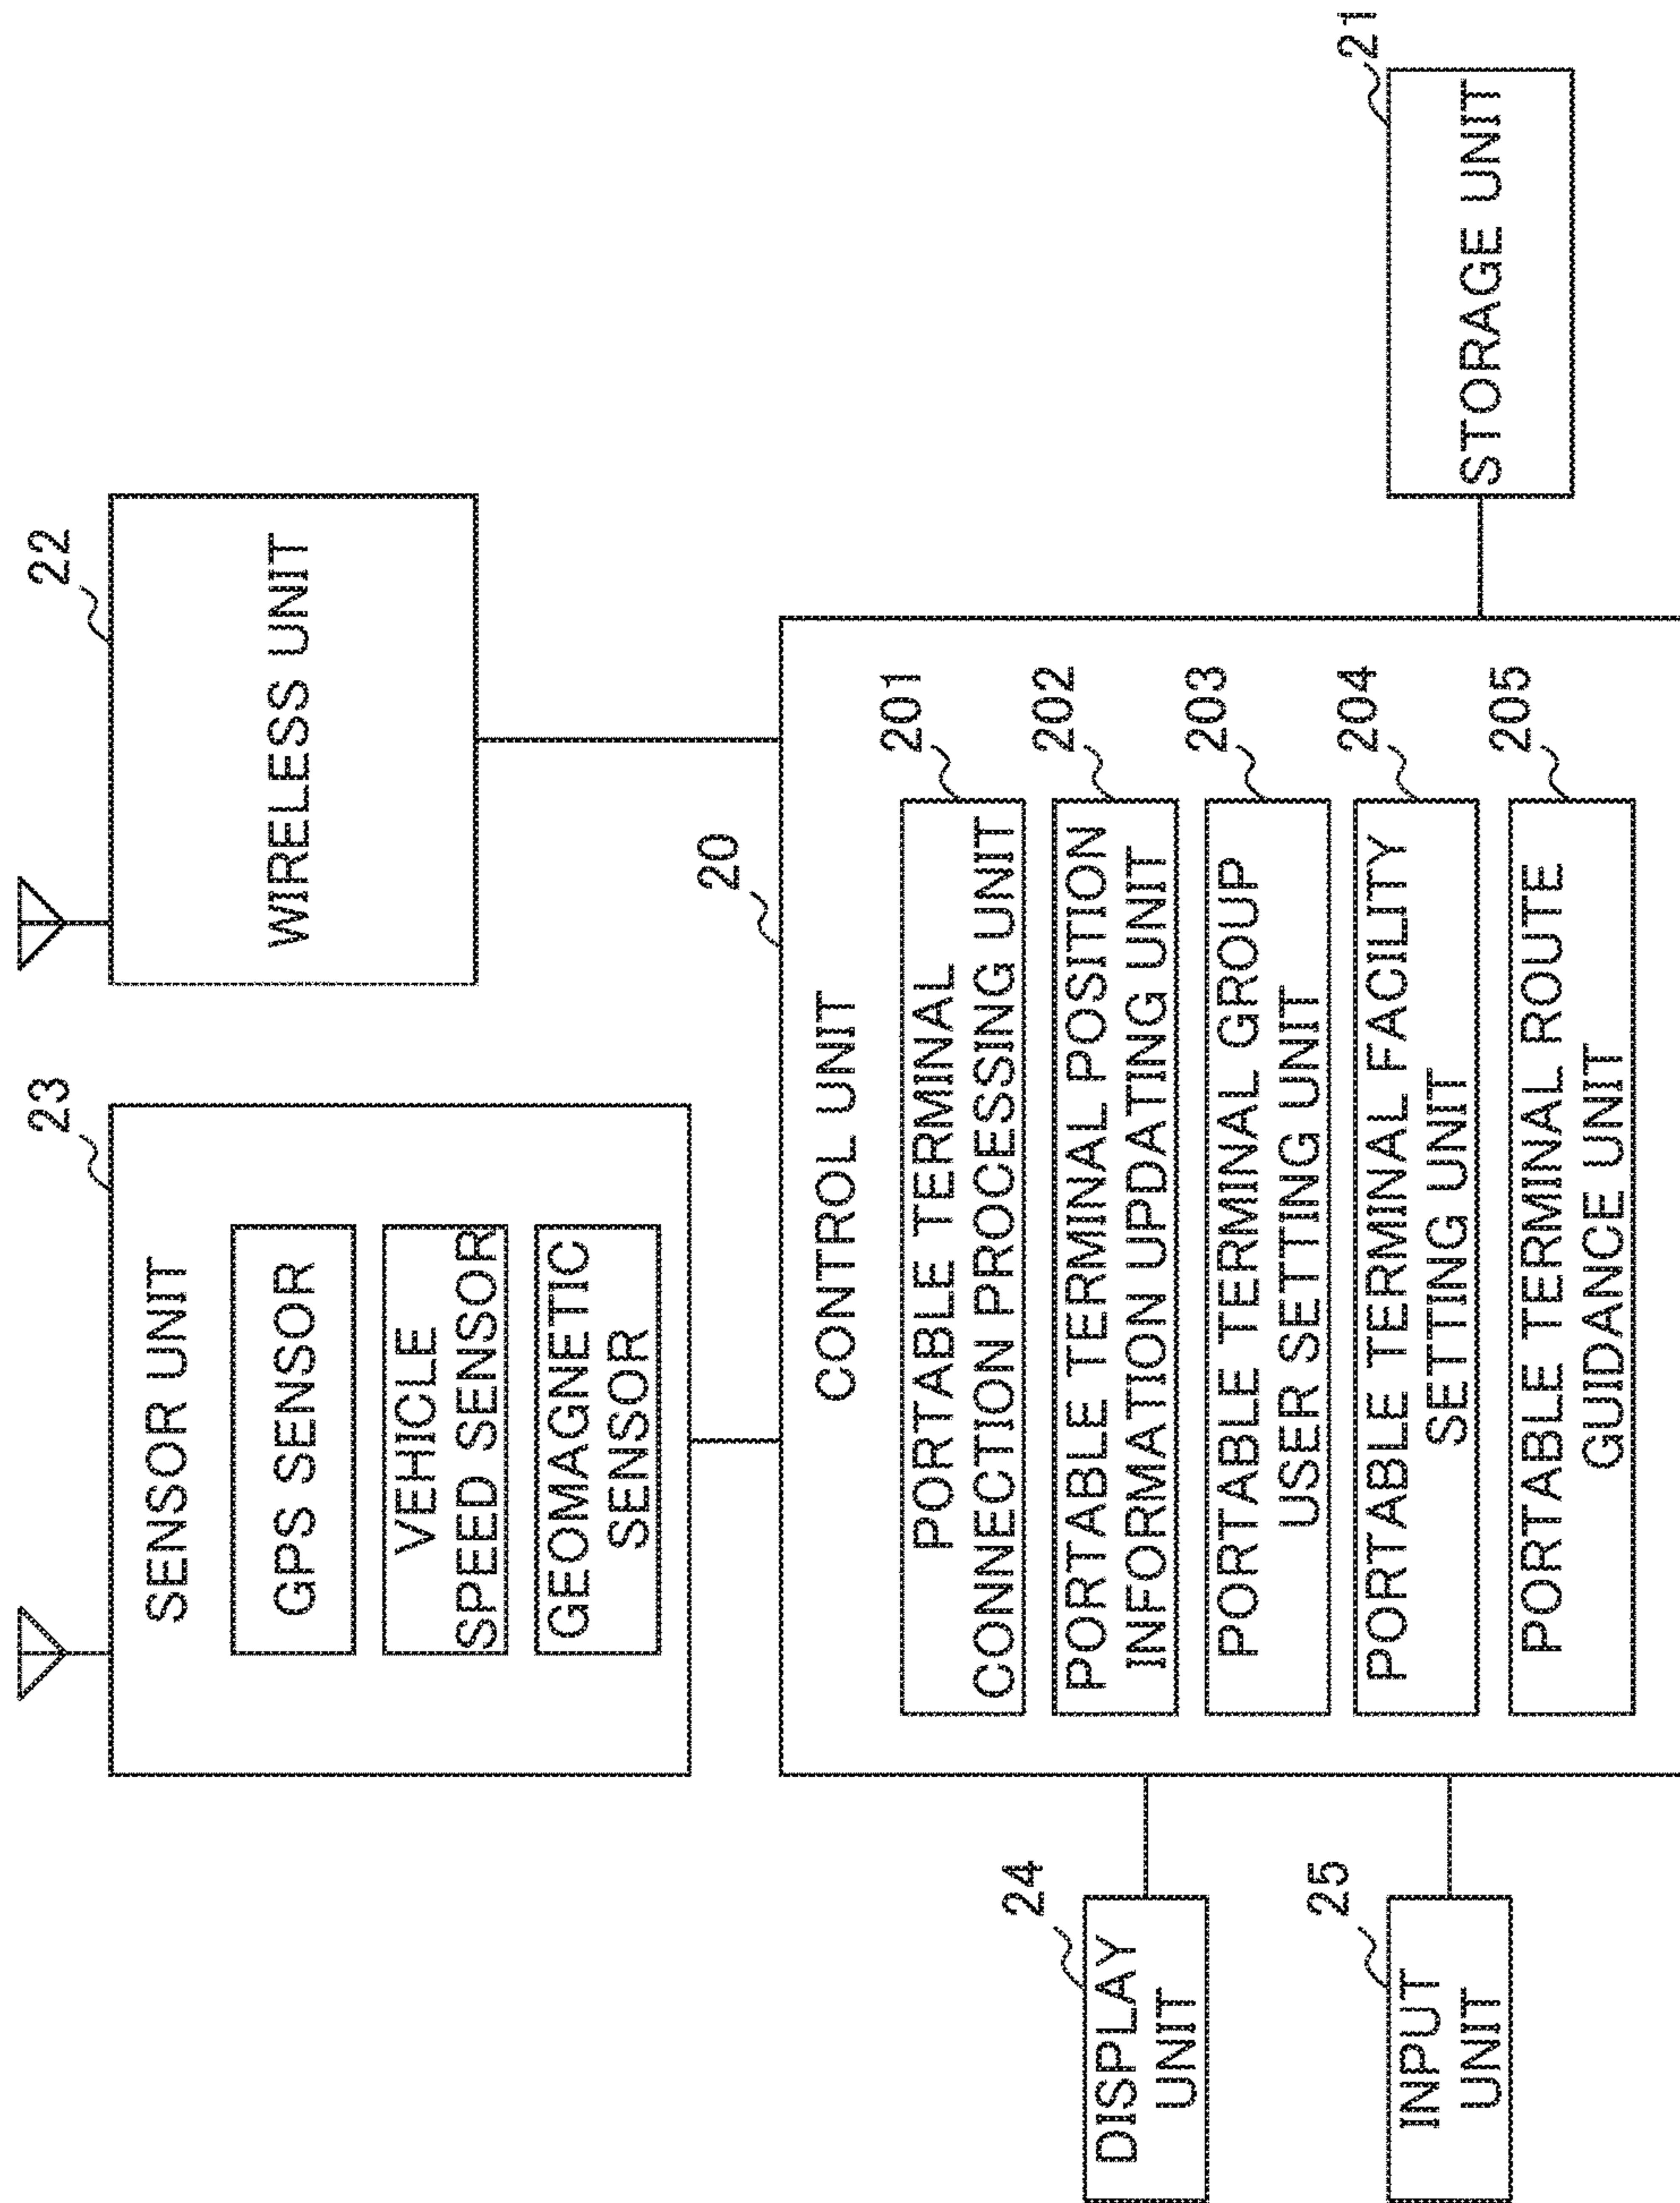 23
SENSOR UNIT
GPS SENSOR
VEHICLE
SPEED SENSOR
GEOMAGNETIC
SENSOR
22
WIRELESS UNIT
20
CONTROL UNIT
PORTABLE TERMINAL
CONNECTION PROCESSING UNIT
201
PORTABLE TERMINAL POSITION
INFORMATION UPDATING UNIT
202
PORTABLE TERMINAL GROUP
USER SETTING UNIT
203
PORTABLE TERMINAL FACILITY
SETTING UNIT
204
PORTABLE TERMINAL ROUTE
GUIDANCE UNIT
205
24
DISPLAY
UNIT
25
INPUT
UNIT
21
STORAGE UNIT